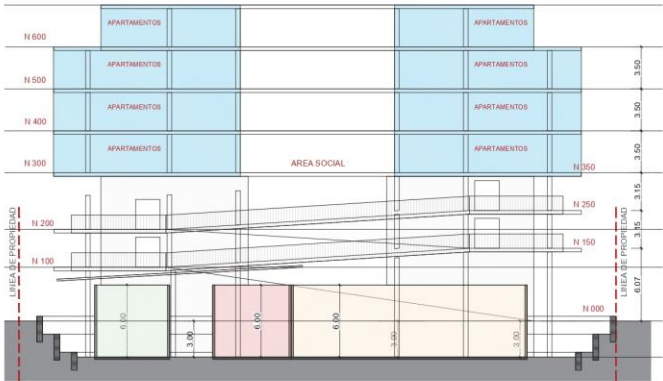 APARTAMENTOS APARTAMENTOS
N 600
APARTAMENTOS APARTAMENTOS
3.50
N 500
APARTAMENTOS APARTAMENTOS
3.50
N 400
APARTAMENTOS APARTAMENTOS
3.50
N 300 AREA SOCIAL N 350
3.15
N 250
LINEA DE PROPIEDAD N 200 LINEA DE PROPIEDAD
3.15
N 150
N 100
6.07
N 000
6.00 6.00 6.00
3.00 3.00 3.00